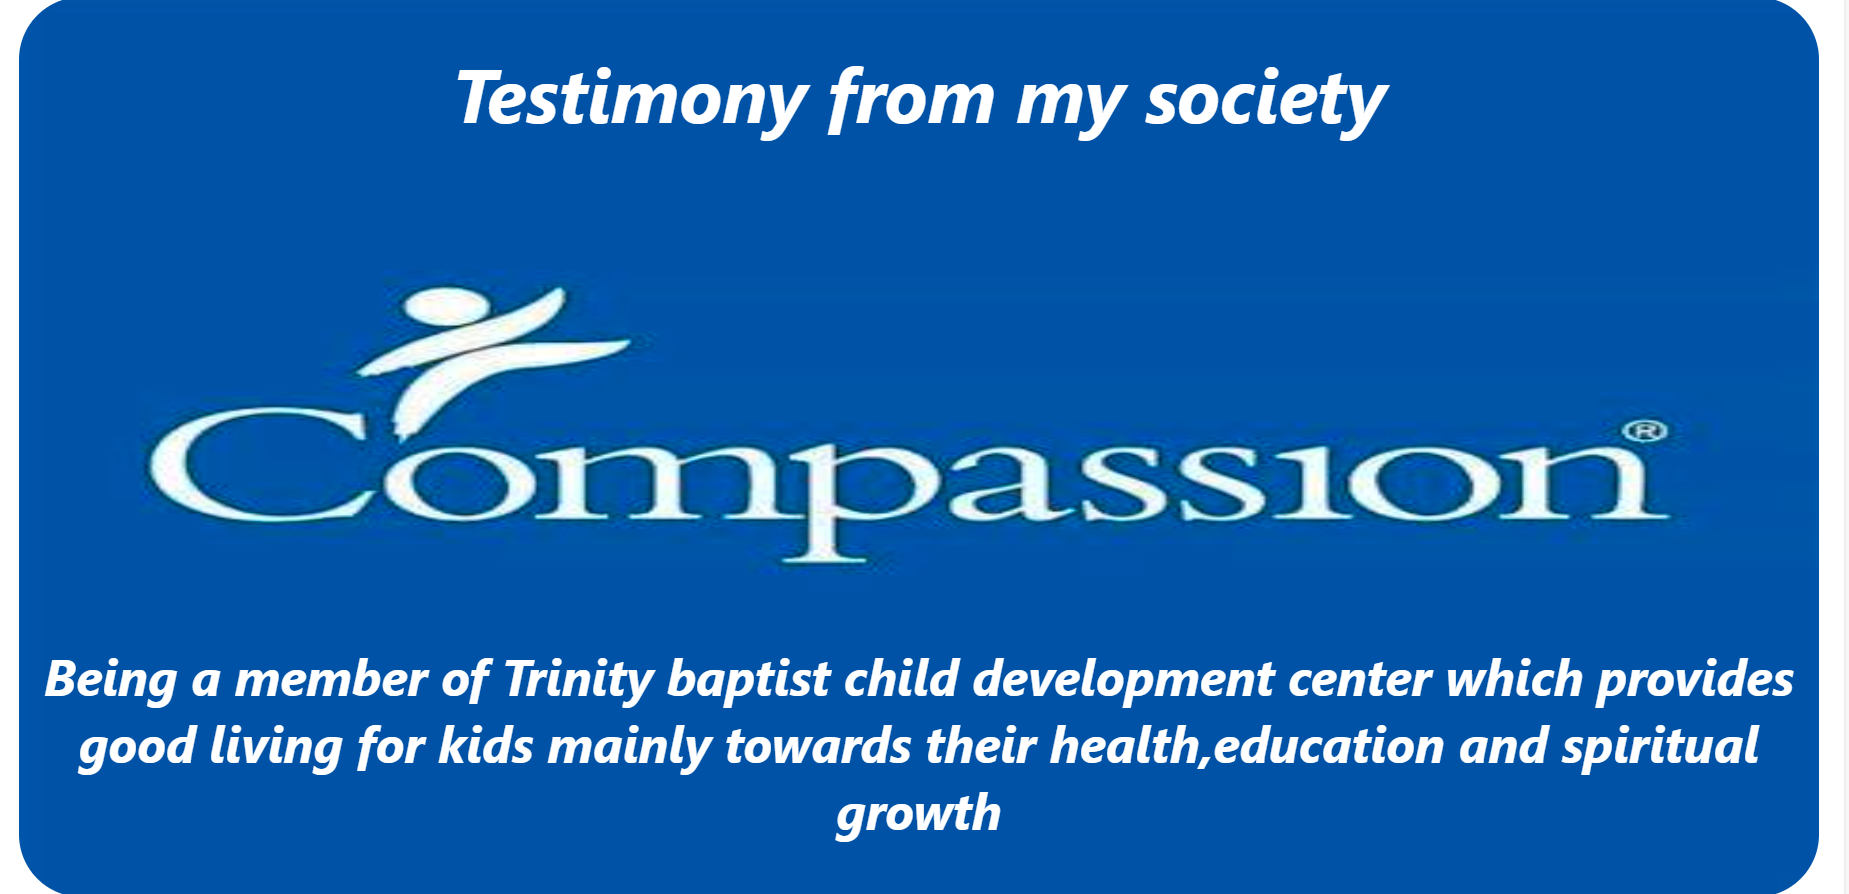 Testimony from my society
Compassion®
Being a member of Trinity baptist child development center which provides
good living for kids mainly towards their health,education and spiritual
growth